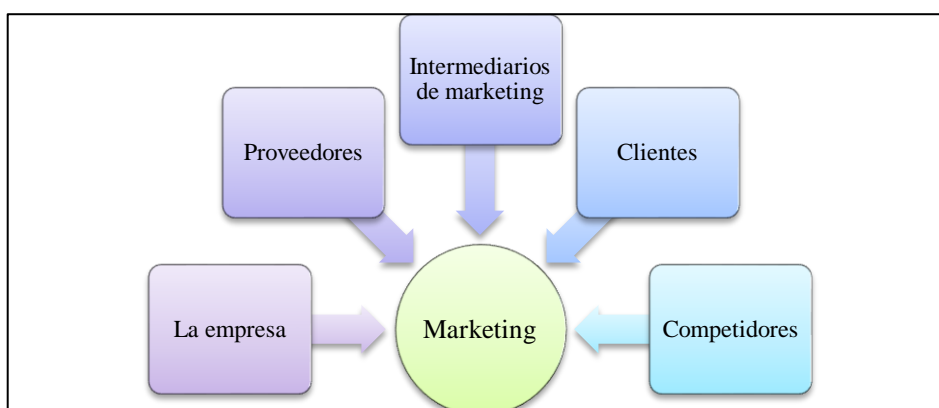 Intermediarios
de marketing
Proveedores
Clientes
La empresa
Marketing
Competidores